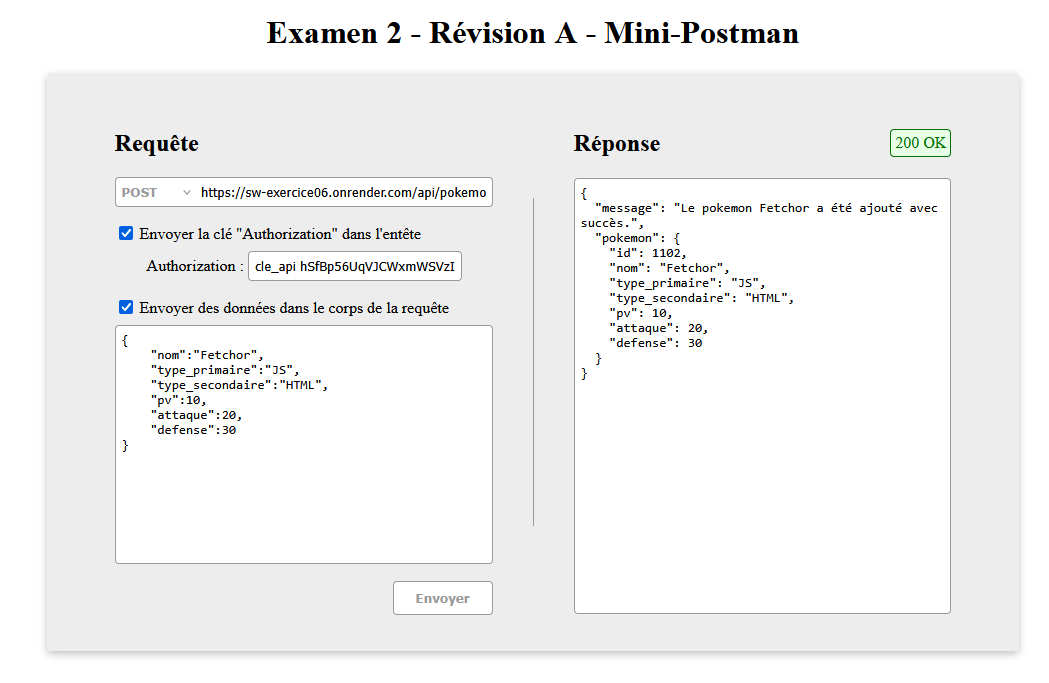 Examen 2 - Révision A - Mini-Postman
Requête
POST https://sw-exercice06.onrender.com/api/pokemo
Envoyer la clé "Authorization" dans l'entête
Authorization : cle_api hSfBp56UqVJCWxmWSVzI
Envoyer des données dans le corps de la requête
{
"nom":"Fetchor",
"type_primaire":"JS",
"type_secondaire":"HTML",
"pv":10,
"attaque":20,
"defense":30
}
Envoyer
Réponse
200 OK
{
"message": "Le pokemon Fetchor a été ajouté avec
succès.",
"pokemon": {
"id": 1102,
"nom": "Fetchor",
"type_primaire": "JS",
"type_secondaire": "HTML",
"pv": 10,
"attaque": 20,
"defense": 30
}
}